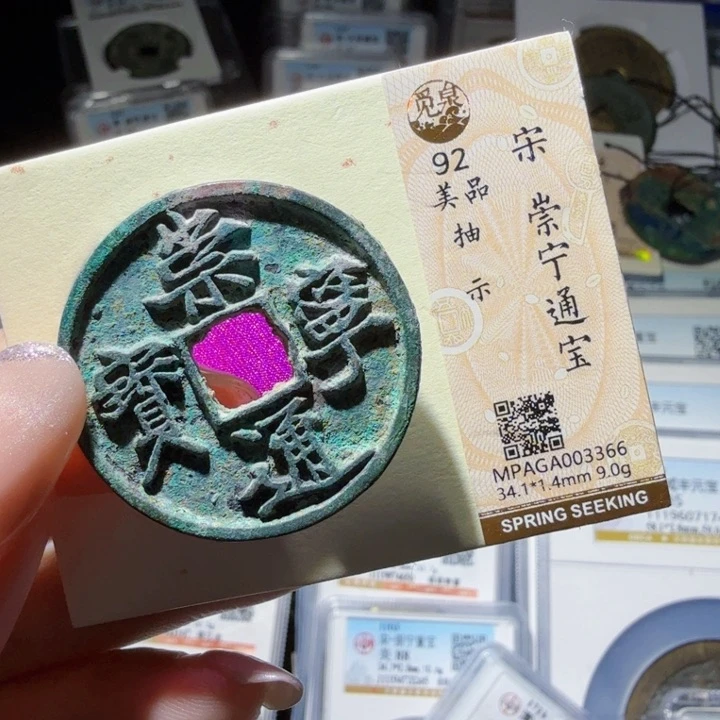 崇寧通寶
觅泉
92
美品
抽
示
宋 崇宁通宝
MPAGA003366
34.1*1.4mm 9.0g
SPRING SEEKING